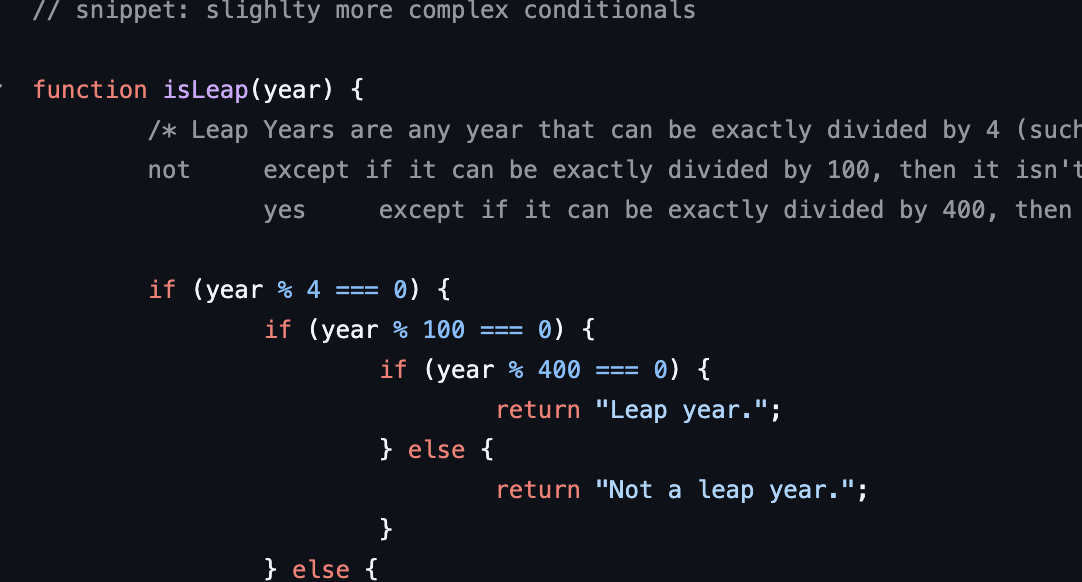 // snippet: slighlty more complex conditionals
function isLeap(year) {
/* Leap Years are any year that can be exactly divided by 4 (such
not except if it can be exactly divided by 100, then it isn't
yes except if it can be exactly divided by 400, then
if (year % 4 === 0) {
if (year % 100 === 0) {
if (year % 400 === 0) {
return "Leap year.";
} else {
return "Not a leap year.";
}
} else {